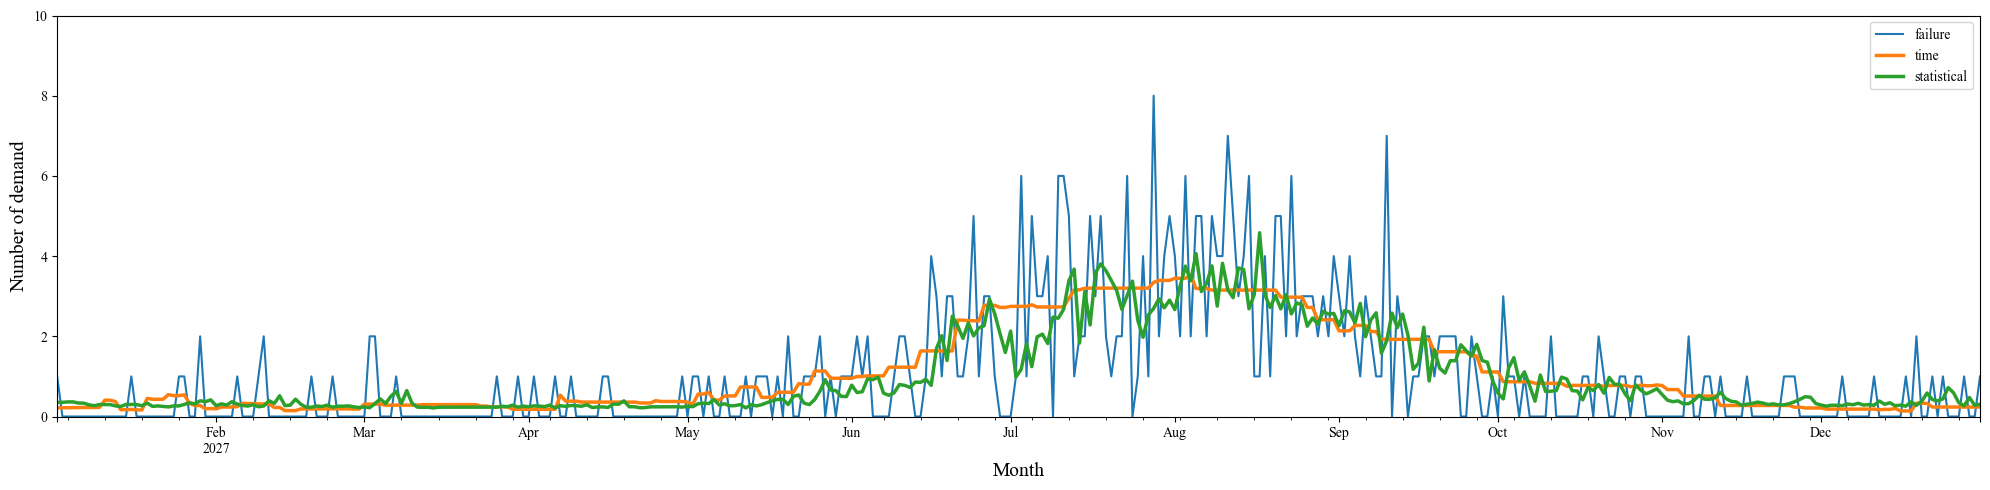 10
8
6
4
2
0
Number of demand
failure
time
statistical
Feb
2027
Mar
Apr
May
Jun
Jul
Aug
Sep
Oct
Nov
Dec
Month